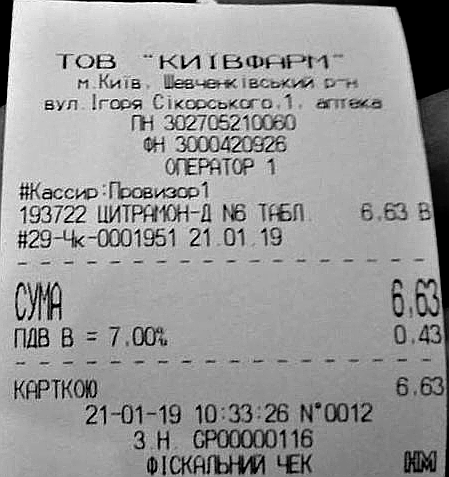 ТОВ "КИЇВФАРМ"
м.Київ, Шевченківський р-н
вул.Ігоря Сікорського,1, аптека
ПН 302705210060
ФН 3000420926
ОПЕРАТОР 1
#Кассир:Провизор1
193722 ЦИТРАМОН-Д N6 ТАБЛ. 6,63 В
#29-Чк-0001951 21.01.19
СУМА 6,63
ПДВ В = 7,00% 0,43
КАРТКОЮ 6,63
21-01-19 10:33:26 N°0012
З.Н. GP00000116
ФІСКАЛЬНИЙ ЧЕК НМ